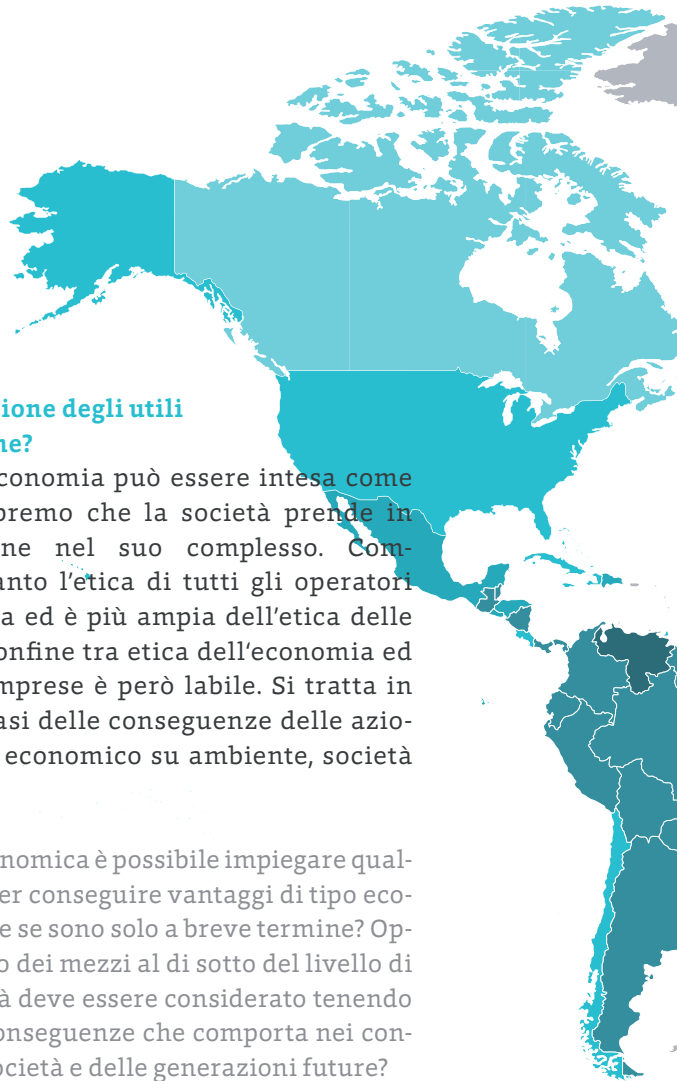 ione degli utili
ne?
conomia può essere intesa come
premo che la società prende in
ne nel suo complesso. Com-
anto l'etica di tutti gli operatori
a ed è più ampia dell'etica delle
onfine tra etica dell'economia ed
mprese è però labile. Si tratta in
asi delle conseguenze delle azio-
economico su ambiente, società
nomica è possibile impiegare qual-
per conseguire vantaggi di tipo eco-
e se sono solo a breve termine? Op-
o dei mezzi al di sotto del livello di
à deve essere considerato tenendo
onseguenze che comporta nei con-
ocietà e delle generazioni future?